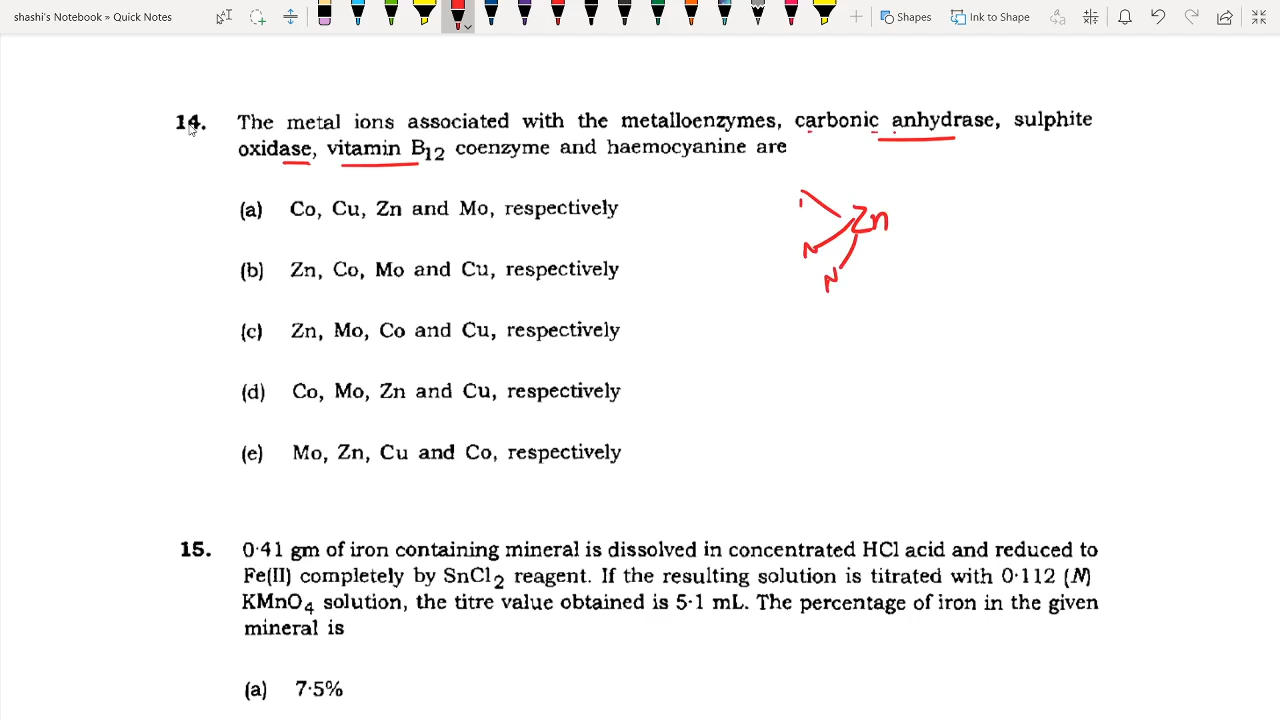 shashi's Notebook » Quick Notes
Shapes
Ink to Shape
14. The metal ions associated with the metalloenzymes, carbonic anhydrase, sulphite
oxidase, vitamin B12 coenzyme and haemocyanine are
(a) Co, Cu, Zn and Mo, respectively
(b) Zn, Co, Mo and Cu, respectively
(c) Zn, Mo, Co and Cu, respectively
(d) Co, Mo, Zn and Cu, respectively
(e) Mo, Zn, Cu and Co, respectively
Zn
N
N
15. 0·41 gm of iron containing mineral is dissolved in concentrated HCl acid and reduced to
Fe(II) completely by SnCl2 reagent. If the resulting solution is titrated with 0·112 (N)
KMnO4 solution, the titre value obtained is 5·1 mL. The percentage of iron in the given
mineral is
(a) 7·5%